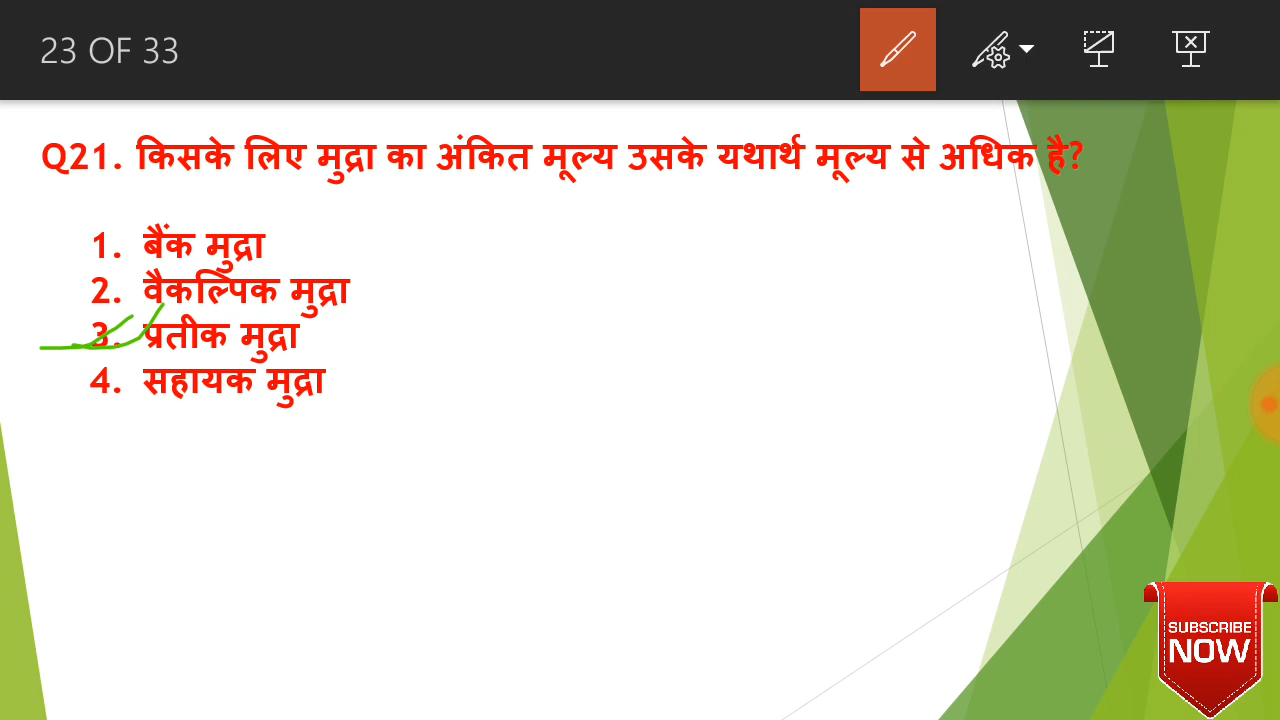 23 OF 33
Q21. किसके लिए मुद्रा का अंकित मूल्य उसके यथार्थ मूल्य से अधिक है?
1. बैंक मुद्रा
2. वैकल्पिक मुद्रा
3. प्रतीक मुद्रा
4. सहायक मुद्रा
SUBSCRIBE
NOW